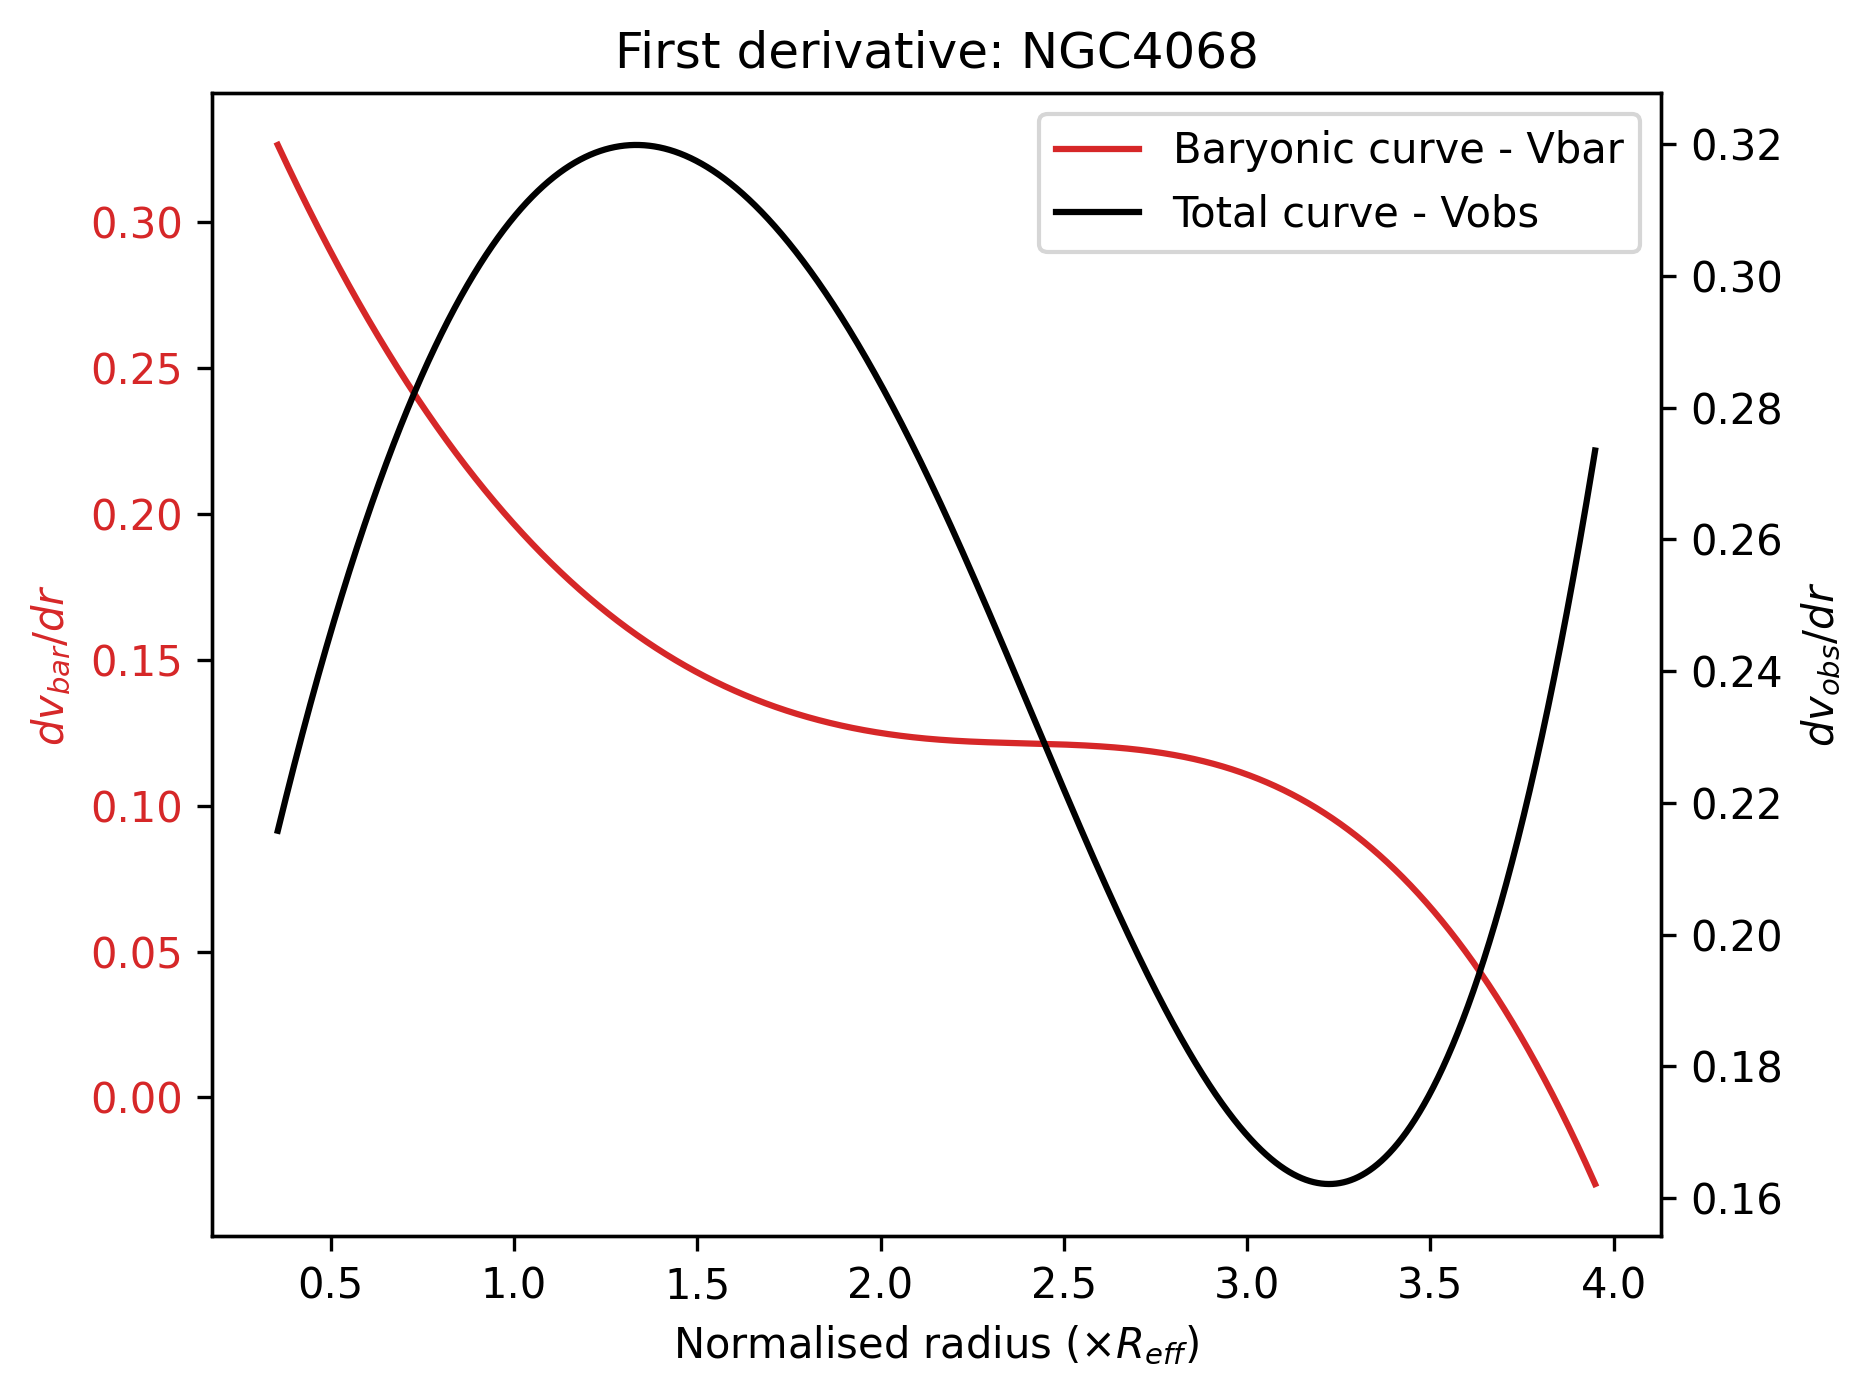 First derivative: NGC4068
Baryonic curve - Vbar
Total curve - Vobs
0.30
0.25
0.20
0.15
0.10
0.05
0.00
dv_bar/dr
0.32
0.30
0.28
0.26
0.24
0.22
0.20
0.18
0.16
dv_obs/dr
0.5 1.0 1.5 2.0 2.5 3.0 3.5 4.0
Normalised radius (×R_eff)